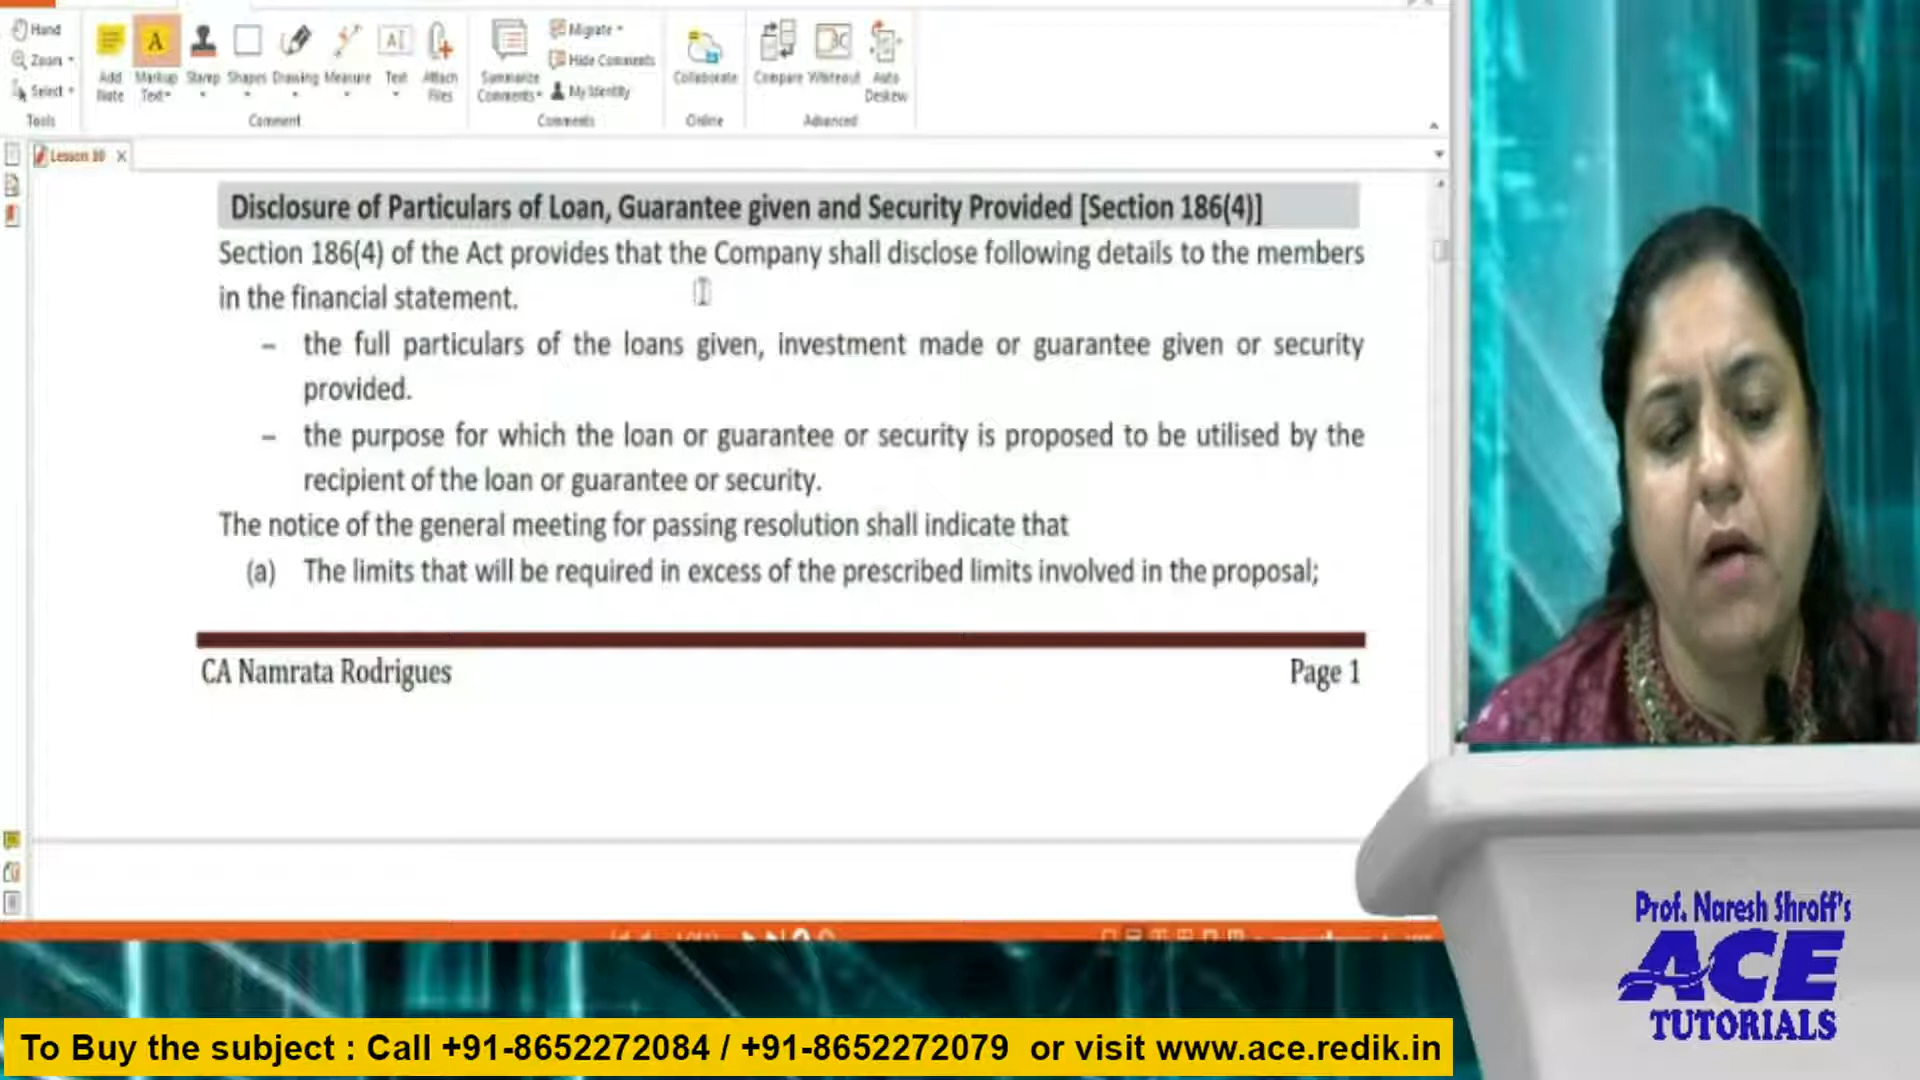 Hand
Zoom
Select
Tools
Add Note
Markup Text
Stamp
Shapes
Drawing
Measure
Text
Attach Files
Comment
Summarize Comments
Migrate
Hide Comments
My Identity
Comments
Collaborate
Online
Compare
Whiteout
Auto Deskew
Advanced
Lesson 10
Disclosure of Particulars of Loan, Guarantee given and Security Provided [Section 186(4)]
Section 186(4) of the Act provides that the Company shall disclose following details to the members
in the financial statement.
– the full particulars of the loans given, investment made or guarantee given or security
provided.
– the purpose for which the loan or guarantee or security is proposed to be utilised by the
recipient of the loan or guarantee or security.
The notice of the general meeting for passing resolution shall indicate that
(a) The limits that will be required in excess of the prescribed limits involved in the proposal;
CA Namrata Rodrigues
Page 1
Prof. Naresh Shroff's
ACE
TUTORIALS
To Buy the subject : Call +91-8652272084 / +91-8652272079 or visit www.ace.redik.in